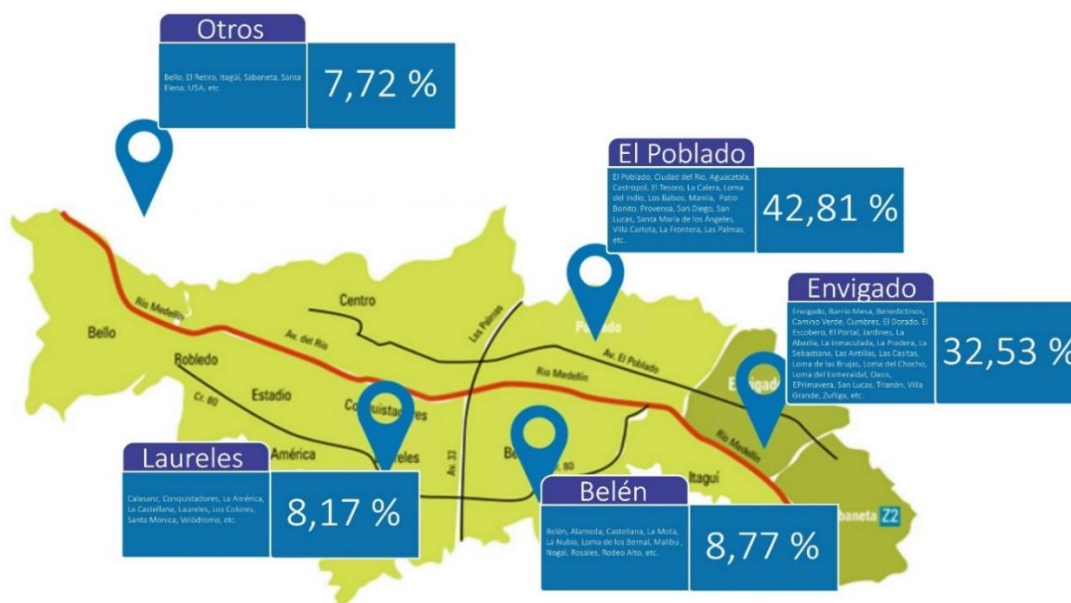 Otros
Bello, El Retiro, Itagüí, Sabaneta, Santa
Elena, USA, etc.
7,72 %
El Poblado
El Poblado, Ciudad del Río, Aguacatala,
Castropol, El Tesoro, La Calera, Loma
del Indio, Los Balsos, Manila, Patio
Bonito, Provensa, San Diego, San
Lucas, Santa María de los Ángeles,
Villa Carlota, La Frontera, Las Palmas,
etc.
42,81 %
Envigado
Envigado, Barrio Mesa, Benedictinos,
Camino Verde, Cumbres, El Dorado, El
Escobero, El Portal, Jardines, La
Abadía, La Inmaculada, La Pradera, La
Sebastiana, Las Antillas, Las Casitas,
Loma de las Brujas, Loma del Chocho,
Loma del Esmeraldal, Oasis,
EPrimavera, San Lucas, Trianón, Villa
Grande, Zuñiga, etc.
32,53 %
Laureles
Calasanz, Conquistadores, La América,
La Castellana, Laureles, Los Colores,
Santa Monica, Velódromo, etc.
8,17 %
Belén
Belén, Alameda, Castellana, La Mota,
La Nubia, Loma de los Bernal, Malibu,
Nogal, Rosales, Rodeo Alto, etc.
8,77 %
Bello
Río Medellín
Robledo
Cr. 80
Estadio
América
Av. del Río
Centro
Las Palmas
Av. 33
Río Medellín
Av. El Poblado
Río Medellín
Itagüí
80
Z2